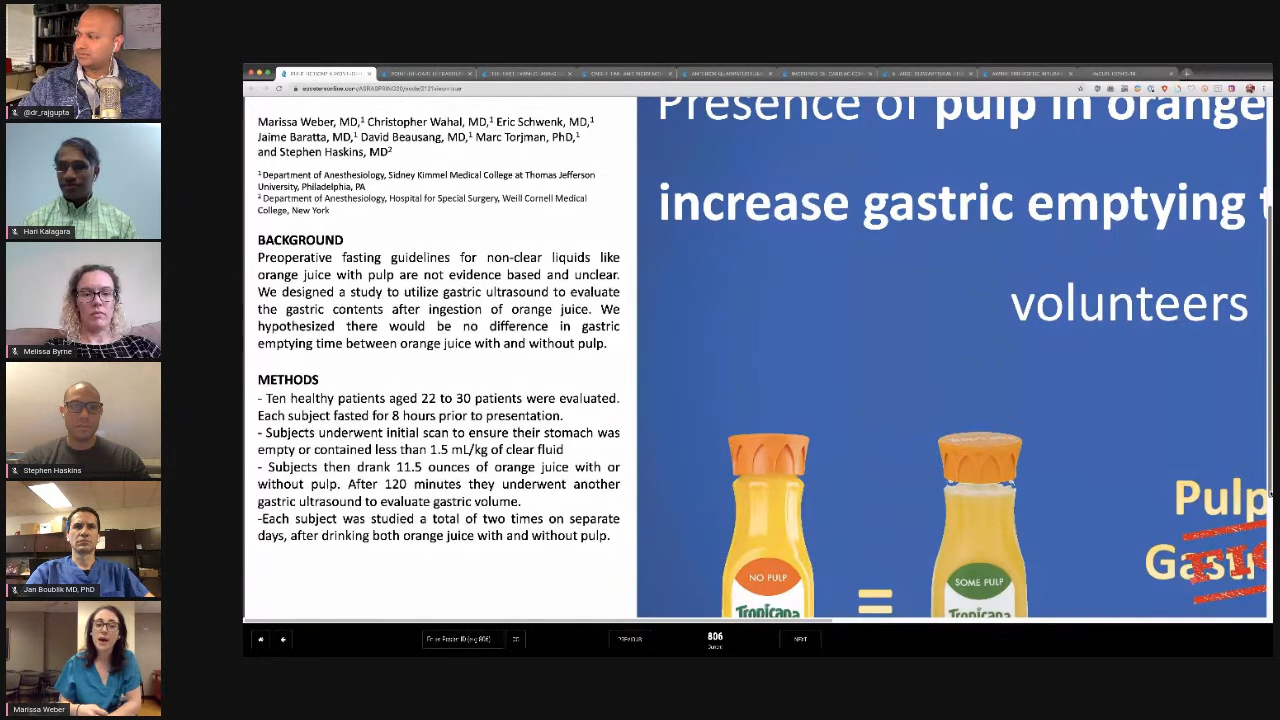 @dr_rajgupta
Hari Kalagara
Melissa Byrne
Stephen Haskins
Jan Boublik MD, PhD
Marissa Weber
Marissa Weber, MD,¹ Christopher Wahal, MD,¹ Eric Schwenk, MD,¹
Jaime Baratta, MD,¹ David Beausang, MD,¹ Marc Torjman, PhD,¹
and Stephen Haskins, MD²
¹ Department of Anesthesiology, Sidney Kimmel Medical College at Thomas Jefferson
University, Philadelphia, PA
² Department of Anesthesiology, Hospital for Special Surgery, Weill Cornell Medical
College, New York
BACKGROUND
Preoperative fasting guidelines for non-clear liquids like
orange juice with pulp are not evidence based and unclear.
We designed a study to utilize gastric ultrasound to evaluate
the gastric contents after ingestion of orange juice. We
hypothesized there would be no difference in gastric
emptying time between orange juice with and without pulp.
METHODS
- Ten healthy patients aged 22 to 30 patients were evaluated.
Each subject fasted for 8 hours prior to presentation.
- Subjects underwent initial scan to ensure their stomach was
empty or contained less than 1.5 mL/kg of clear fluid
- Subjects then drank 11.5 ounces of orange juice with or
without pulp. After 120 minutes they underwent another
gastric ultrasound to evaluate gastric volume.
-Each subject was studied a total of two times on separate
days, after drinking both orange juice with and without pulp.
Presence of pulp in orange
increase gastric emptying t
volunteers
NO PULP
Tropicana
=
SOME PULP
Tropicana
Pulp
Gastr
PREVIOUS
806
NEXT